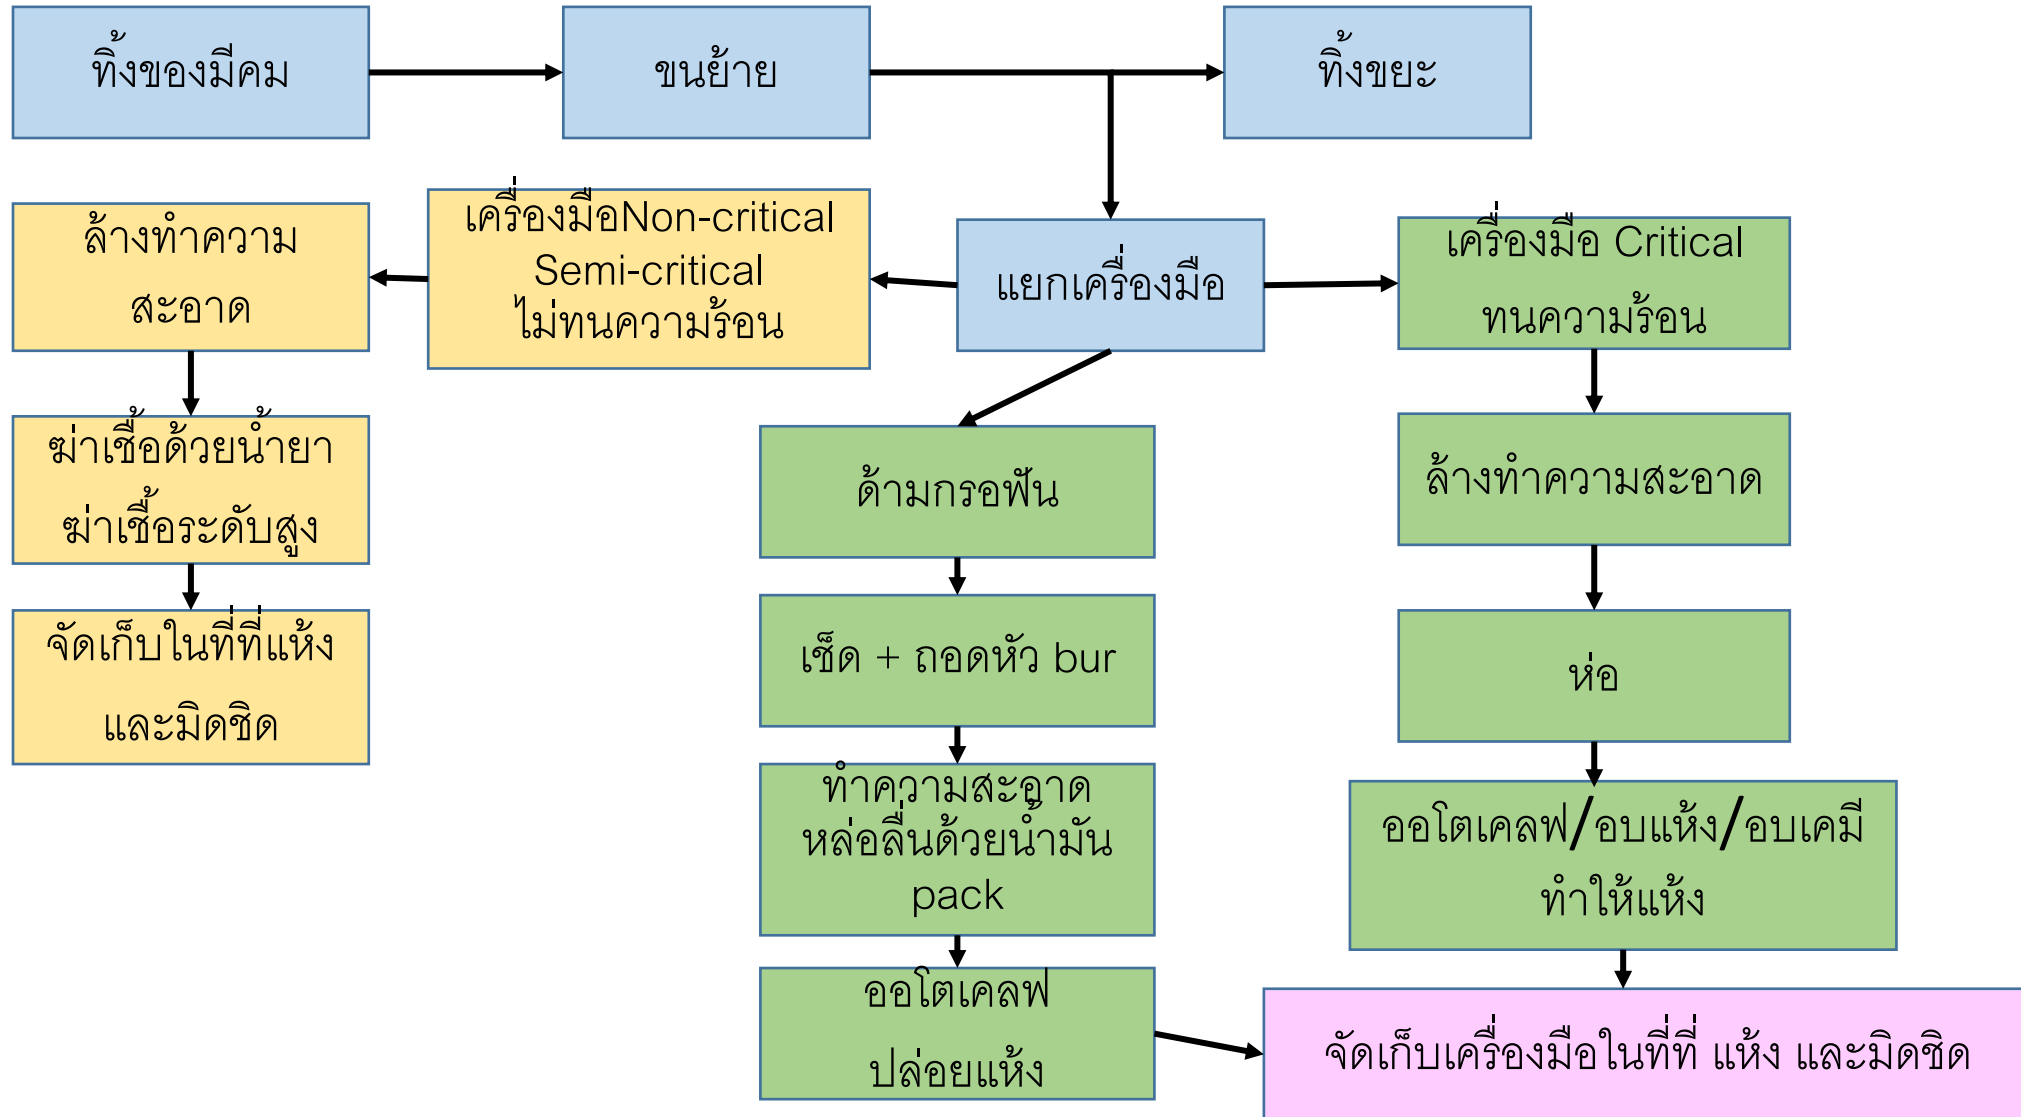 ทิ้งของมีคม
ขนย้าย
ทิ้งขยะ
ล้างทำความ
สะอาด
เครื่องมือNon-critical
Semi-critical
ไม่ทนความร้อน
แยกเครื่องมือ
เครื่องมือ Critical
ทนความร้อน
ฆ่าเชื้อด้วยน้ำยา
ฆ่าเชื้อระดับสูง
จัดเก็บในที่ที่แห้ง
และมิดชิด
ด้ามกรอฟัน
เช็ด + ถอดหัว bur
ทำความสะอาด
หล่อลื่นด้วยน้ำมัน
pack
ออโตเคลฟ
ปล่อยแห้ง
ล้างทำความสะอาด
ห่อ
ออโตเคลฟ/อบแห้ง/อบเคมี
ทำให้แห้ง
จัดเก็บเครื่องมือในที่ที่ แห้ง และมิดชิด